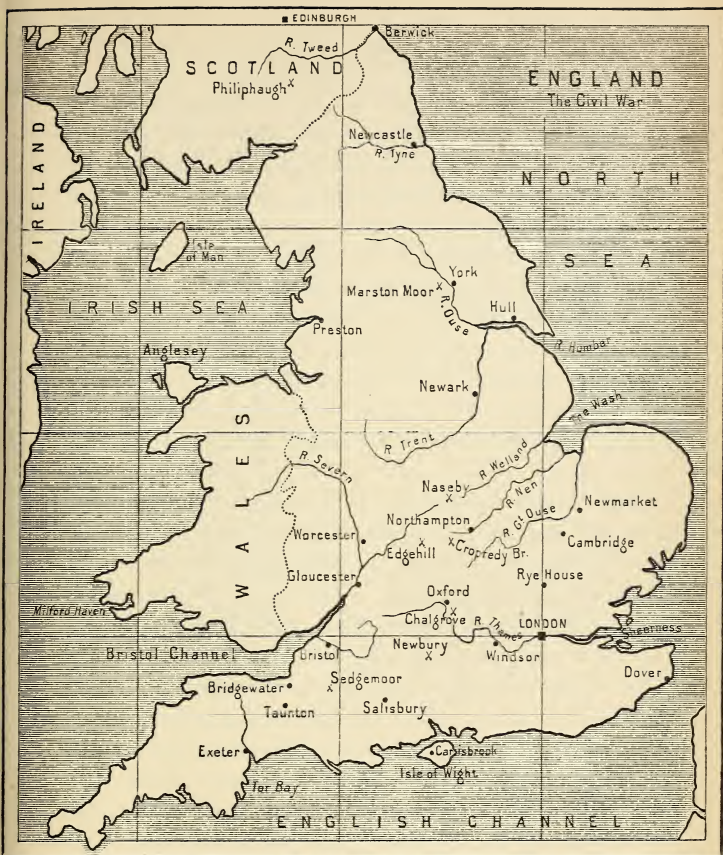 EDINBURGH
Berwick
R. Tweed
SCOTLAND
Philiphaugh
ENGLAND
The Civil War
IRELAND
Newcastle
R. Tyne
NORTH
SEA
Isle
of Man
York
Marston Moor
R. Ouse
Hull
IRISH SEA
Preston
R. Humber
Anglesey
Newark
The Wash
R. Trent
WALES
R. Severn
R. Welland
Naseby
R. Nen
Newmarket
Northampton
R. Gt Ouse
Worcester
Edgehill
Cropredy Br.
Cambridge
Gloucester
Rye House
Milford Haven
Oxford
Chalgrove
R. Thames
LONDON
Sheerness
Bristol Channel
Bristol
Newbury
Windsor
Dover
Bridgewater
Sedgemoor
Taunton
Salisbury
Exeter
Carisbrook
Isle of Wight
Tor Bay
ENGLISH CHANNEL